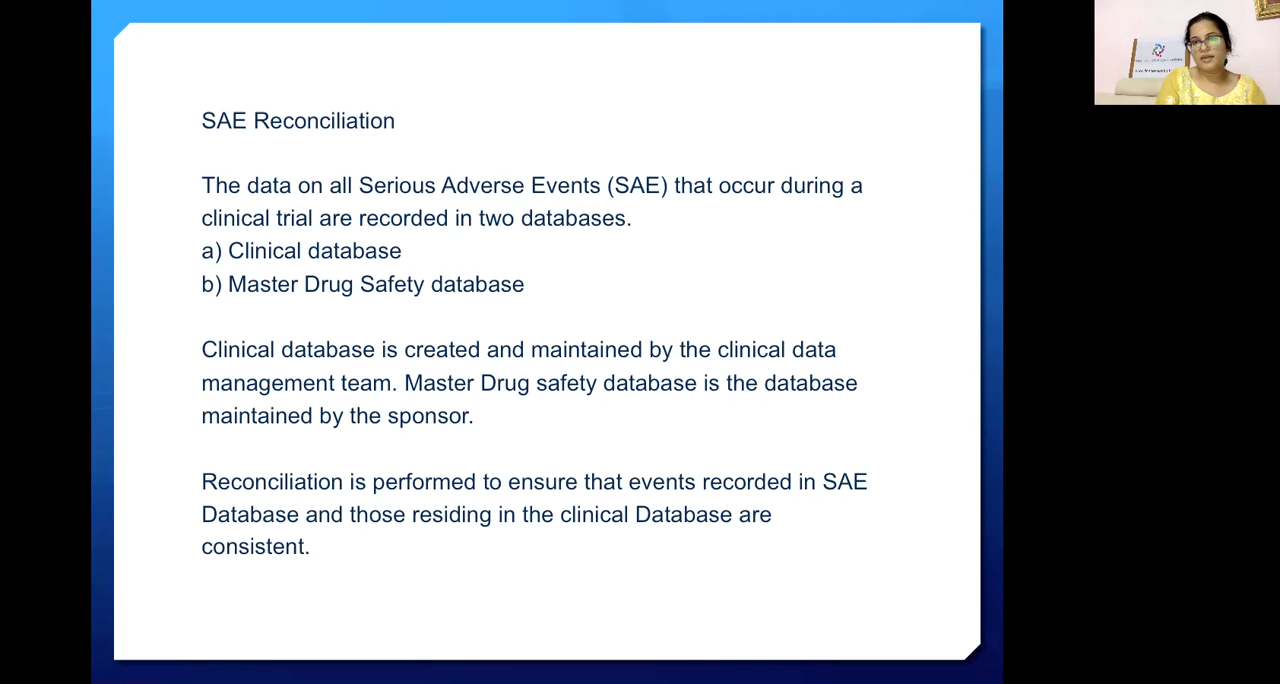 SAE Reconciliation
The data on all Serious Adverse Events (SAE) that occur during a
clinical trial are recorded in two databases.
a) Clinical database
b) Master Drug Safety database
Clinical database is created and maintained by the clinical data
management team. Master Drug safety database is the database
maintained by the sponsor.
Reconciliation is performed to ensure that events recorded in SAE
Database and those residing in the clinical Database are
consistent.